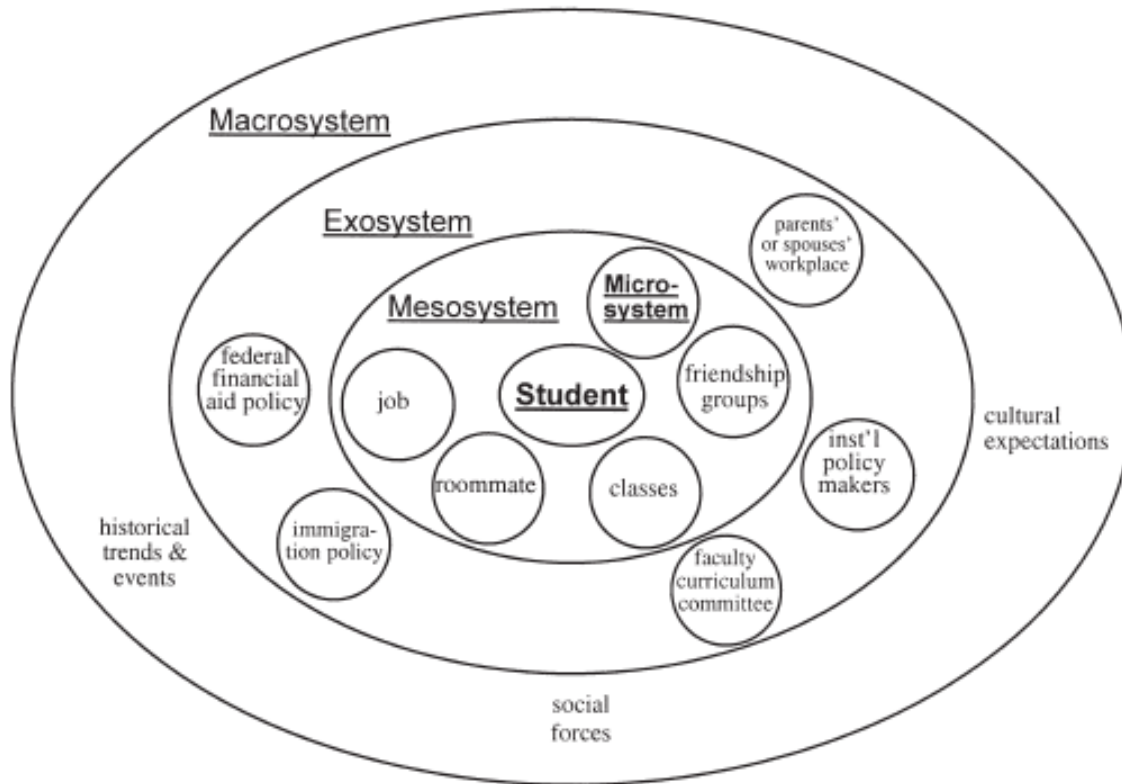 Macrosystem
Exosystem
parents'
or spouses'
workplace
Mesosystem
Micro-
system
federal
financial
aid policy
job
Student
friendship
groups
cultural
expectations
inst'l
policy
makers
roommate
classes
historical
trends &
events
immigra-
tion policy
faculty
curriculum
committee
social
forces